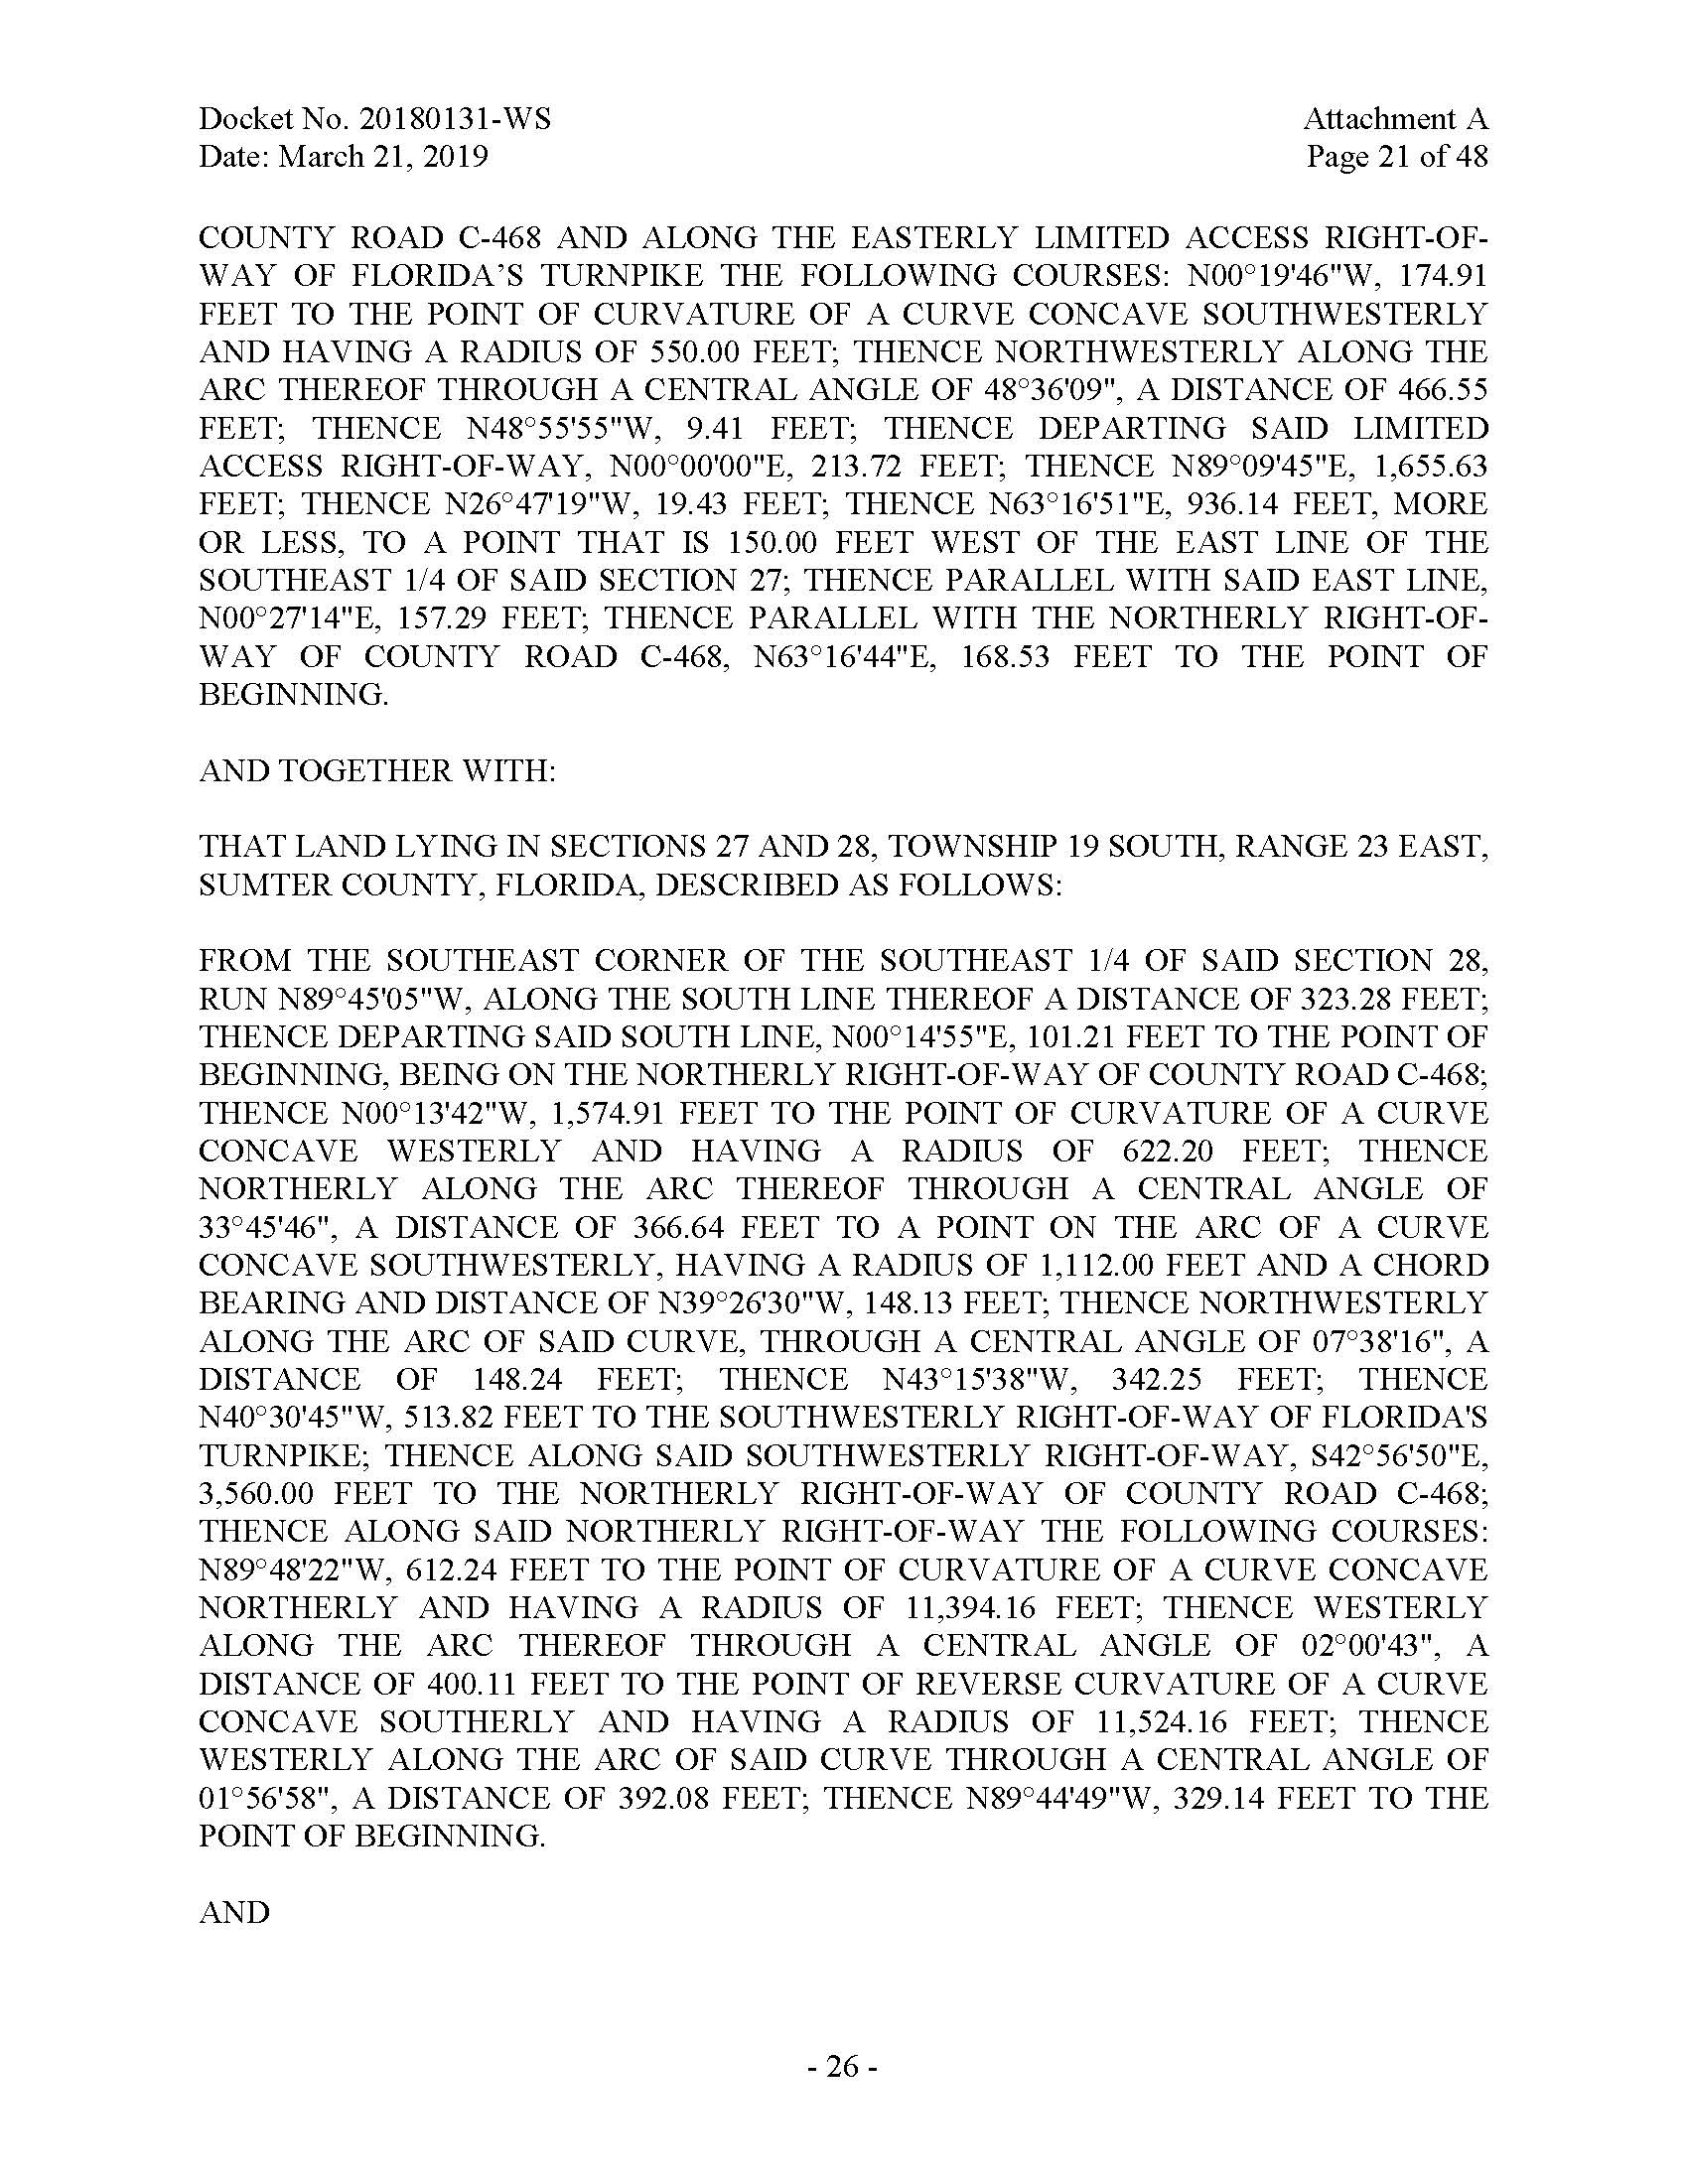 Docket No. 20180131-WS
Attachment A
Date: March 21, 2019
Page 21 of 48
COUNTY ROAD C-468 AND ALONG THE EASTERLY LIMITED ACCESS RIGHT-OF-
WAY OF FLORIDA’S TURNPIKE THE FOLLOWING COURSES: N00°19'46"W, 174.91
FEET TO THE POINT OF CURVATURE OF A CURVE CONCAVE SOUTHWESTERLY
AND HAVING A RADIUS OF 550.00 FEET; THENCE NORTHWESTERLY ALONG THE
ARC THEREOF THROUGH A CENTRAL ANGLE OF 48°36'09", A DISTANCE OF 466.55
FEET; THENCE N48°55'55"W, 9.41 FEET; THENCE DEPARTING SAID LIMITED
ACCESS RIGHT-OF-WAY, N00°00'00"E, 213.72 FEET; THENCE N89°09'45"E, 1,655.63
FEET; THENCE N26°47'19"W, 19.43 FEET; THENCE N63°16'51"E, 936.14 FEET, MORE
OR LESS, TO A POINT THAT IS 150.00 FEET WEST OF THE EAST LINE OF THE
SOUTHEAST 1/4 OF SAID SECTION 27; THENCE PARALLEL WITH SAID EAST LINE,
N00°27'14"E, 157.29 FEET; THENCE PARALLEL WITH THE NORTHERLY RIGHT-OF-
WAY OF COUNTY ROAD C-468, N63°16'44"E, 168.53 FEET TO THE POINT OF
BEGINNING.
AND TOGETHER WITH:
THAT LAND LYING IN SECTIONS 27 AND 28, TOWNSHIP 19 SOUTH, RANGE 23 EAST,
SUMTER COUNTY, FLORIDA, DESCRIBED AS FOLLOWS:
FROM THE SOUTHEAST CORNER OF THE SOUTHEAST 1/4 OF SAID SECTION 28,
RUN N89°45'05"W, ALONG THE SOUTH LINE THEREOF A DISTANCE OF 323.28 FEET;
THENCE DEPARTING SAID SOUTH LINE, N00°14'55"E, 101.21 FEET TO THE POINT OF
BEGINNING, BEING ON THE NORTHERLY RIGHT-OF-WAY OF COUNTY ROAD C-468;
THENCE N00°13'42"W, 1,574.91 FEET TO THE POINT OF CURVATURE OF A CURVE
CONCAVE WESTERLY AND HAVING A RADIUS OF 622.20 FEET; THENCE
NORTHERLY ALONG THE ARC THEREOF THROUGH A CENTRAL ANGLE OF
33°45'46", A DISTANCE OF 366.64 FEET TO A POINT ON THE ARC OF A CURVE
CONCAVE SOUTHWESTERLY, HAVING A RADIUS OF 1,112.00 FEET AND A CHORD
BEARING AND DISTANCE OF N39°26'30"W, 148.13 FEET; THENCE NORTHWESTERLY
ALONG THE ARC OF SAID CURVE, THROUGH A CENTRAL ANGLE OF 07°38'16", A
DISTANCE OF 148.24 FEET; THENCE N43°15'38"W, 342.25 FEET; THENCE
N40°30'45"W, 513.82 FEET TO THE SOUTHWESTERLY RIGHT-OF-WAY OF FLORIDA'S
TURNPIKE; THENCE ALONG SAID SOUTHWESTERLY RIGHT-OF-WAY, S42°56'50"E,
3,560.00 FEET TO THE NORTHERLY RIGHT-OF-WAY OF COUNTY ROAD C-468;
THENCE ALONG SAID NORTHERLY RIGHT-OF-WAY THE FOLLOWING COURSES:
N89°48'22"W, 612.24 FEET TO THE POINT OF CURVATURE OF A CURVE CONCAVE
NORTHERLY AND HAVING A RADIUS OF 11,394.16 FEET; THENCE WESTERLY
ALONG THE ARC THEREOF THROUGH A CENTRAL ANGLE OF 02°00'43", A
DISTANCE OF 400.11 FEET TO THE POINT OF REVERSE CURVATURE OF A CURVE
CONCAVE SOUTHERLY AND HAVING A RADIUS OF 11,524.16 FEET; THENCE
WESTERLY ALONG THE ARC OF SAID CURVE THROUGH A CENTRAL ANGLE OF
01°56'58", A DISTANCE OF 392.08 FEET; THENCE N89°44'49"W, 329.14 FEET TO THE
POINT OF BEGINNING.
AND
- 26 -